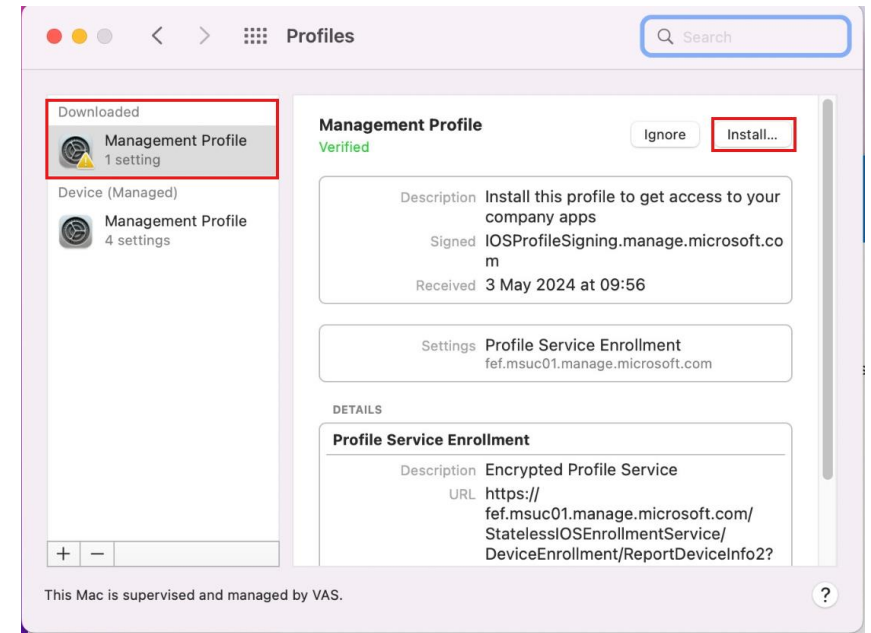 Profiles
Search
Downloaded
Management Profile
1 setting
Device (Managed)
Management Profile
4 settings
Management Profile
Verified
Ignore
Install...
Description Install this profile to get access to your
company apps
Signed IOSProfileSigning.manage.microsoft.co
m
Received 3 May 2024 at 09:56
Settings Profile Service Enrollment
fef.msuc01.manage.microsoft.com
DETAILS
Profile Service Enrollment
Description Encrypted Profile Service
URL https://
fef.msuc01.manage.microsoft.com/
StatelessIOSEnrollmentService/
DeviceEnrollment/ReportDeviceInfo2?
+ −
This Mac is supervised and managed by VAS.
?